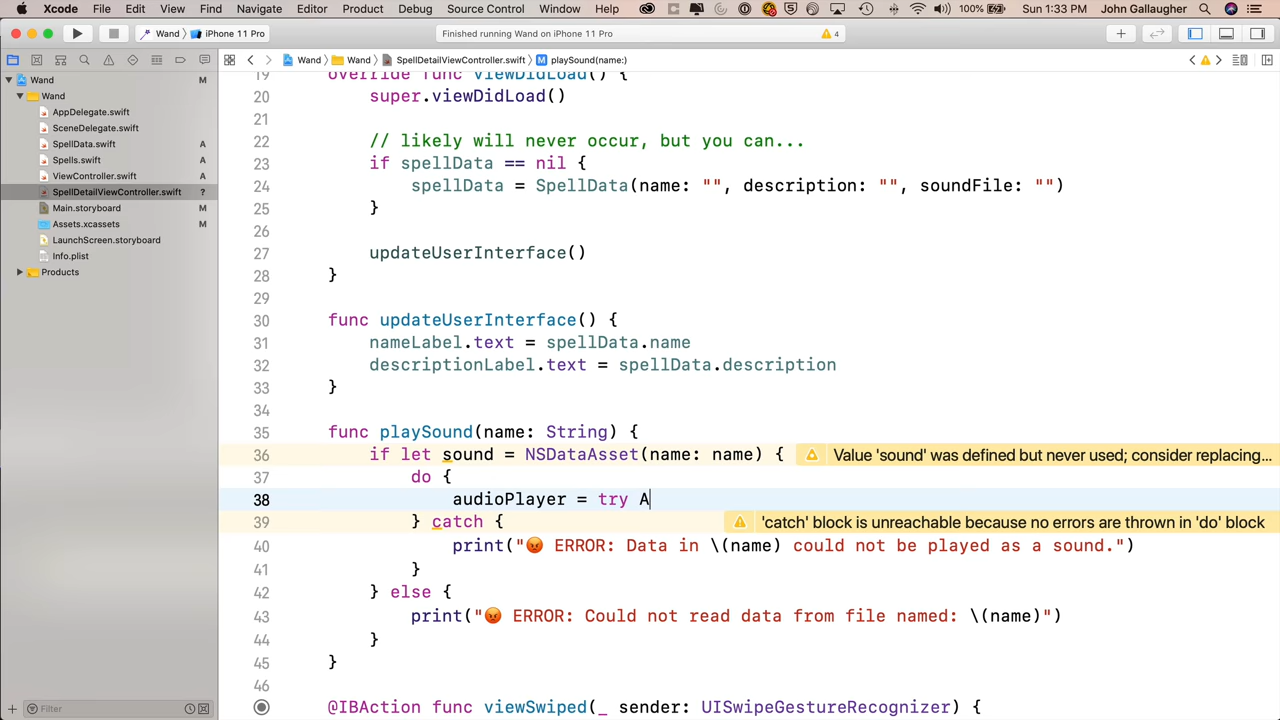 Xcode File Edit View Find Navigate Editor Product Debug Source Control Window Help 100% Sun 1:33 PM John Gallaugher
Wand iPhone 11 Pro Finished running Wand on iPhone 11 Pro 4
Wand Wand SpellDetailViewController.swift M playSound(name:)
Wand M
Wand
AppDelegate.swift
SceneDelegate.swift
SpellData.swift A
Spells.swift A
ViewController.swift A
SpellDetailViewController.swift ?
Main.storyboard M
Assets.xcassets M
LaunchScreen.storyboard
Info.plist
Products
Filter
19 override func viewDidLoad() {
20 super.viewDidLoad()
21
22 // likely will never occur, but you can...
23 if spellData == nil {
24 spellData = SpellData(name: "", description: "", soundFile: "")
25 }
26
27 updateUserInterface()
28 }
29
30 func updateUserInterface() {
31 nameLabel.text = spellData.name
32 descriptionLabel.text = spellData.description
33 }
34
35 func playSound(name: String) {
36 if let sound = NSDataAsset(name: name) { Value 'sound' was defined but never used; consider replacing...
37 do {
38 audioPlayer = try A
39 } catch { 'catch' block is unreachable because no errors are thrown in 'do' block
40 print("😡 ERROR: Data in \(name) could not be played as a sound.")
41 }
42 } else {
43 print("😡 ERROR: Could not read data from file named: \(name)")
44 }
45 }
46
@IBAction func viewSwiped(_ sender: UISwipeGestureRecognizer) {